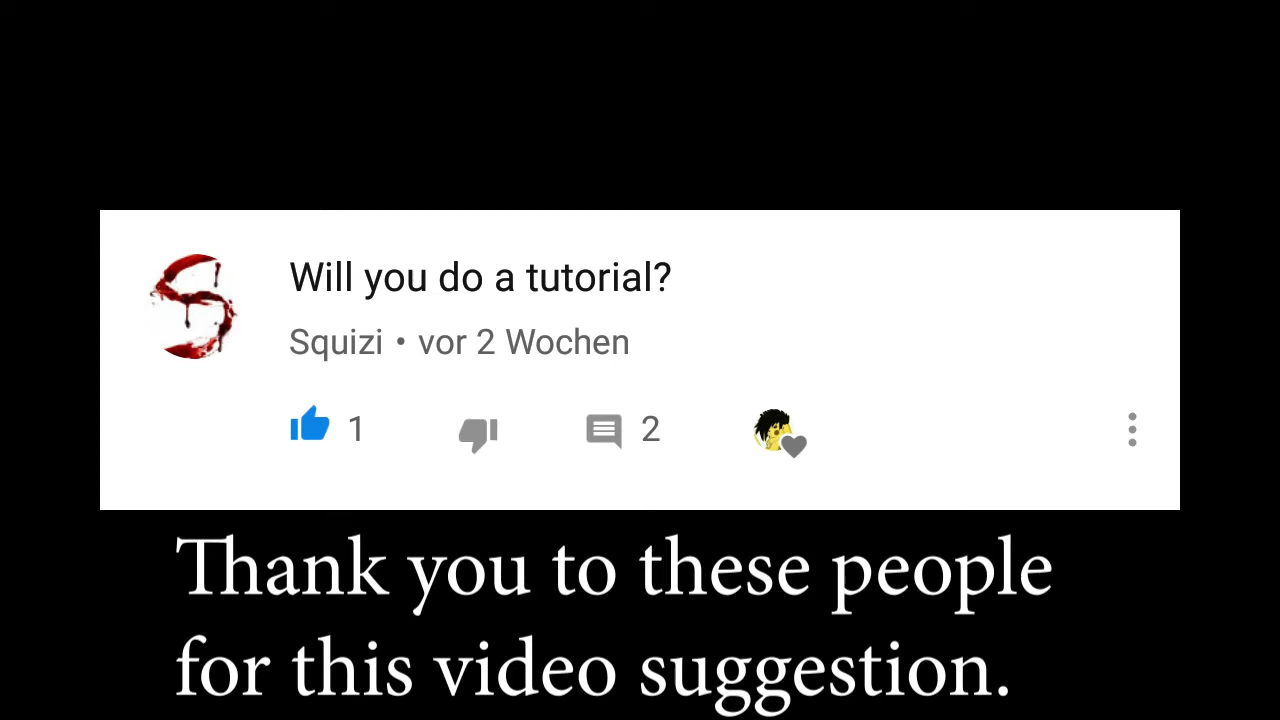 Will you do a tutorial?
Squizi • vor 2 Wochen
1 2
Thank you to these people
for this video suggestion.